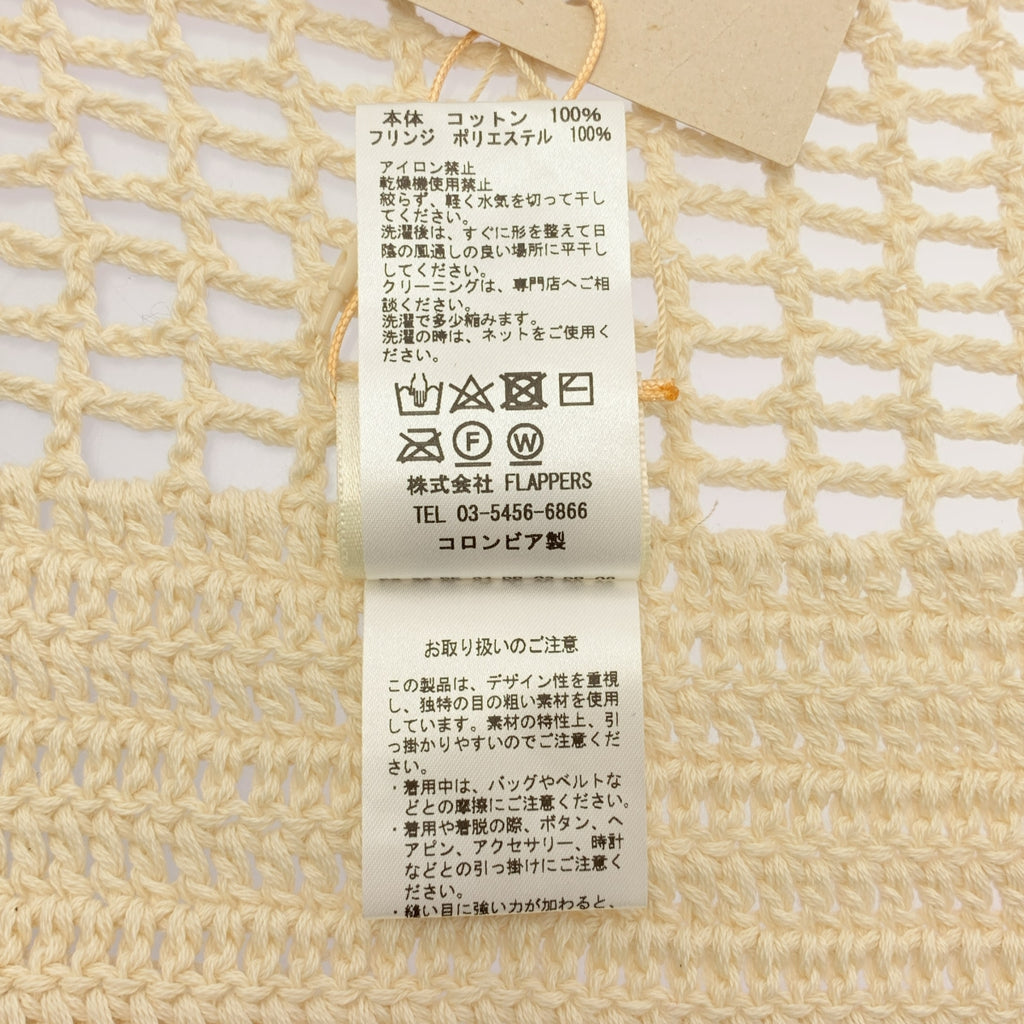 本体　コットン　100%
フリンジ　ポリエステル　100%
アイロン禁止
乾燥機使用禁止
絞らず、軽く水気を切って干し
てください。
洗濯後は、すぐに形を整えて日
陰の風通しの良い場所に平干し
してください。
クリーニングは、専門店へご相
談ください。
洗濯で多少縮みます。
洗濯の時は、ネットをご使用く
ださい。
F W
株式会社 FLAPPERS
TEL 03-5456-6866
コロンビア製
お取り扱いのご注意
この製品は、デザイン性を重視
し、独特の目の粗い素材を使用
しています。素材の特性上、引
っ掛かりやすいのでご注意くだ
さい。
・着用中は、バッグやベルトな
どとの摩擦にご注意ください。
・着用や着脱の際、ボタン、ヘ
アピン、アクセサリー、時計
などとの引っ掛けにご注意く
ださい。
・縫い目に強い力が加わると、